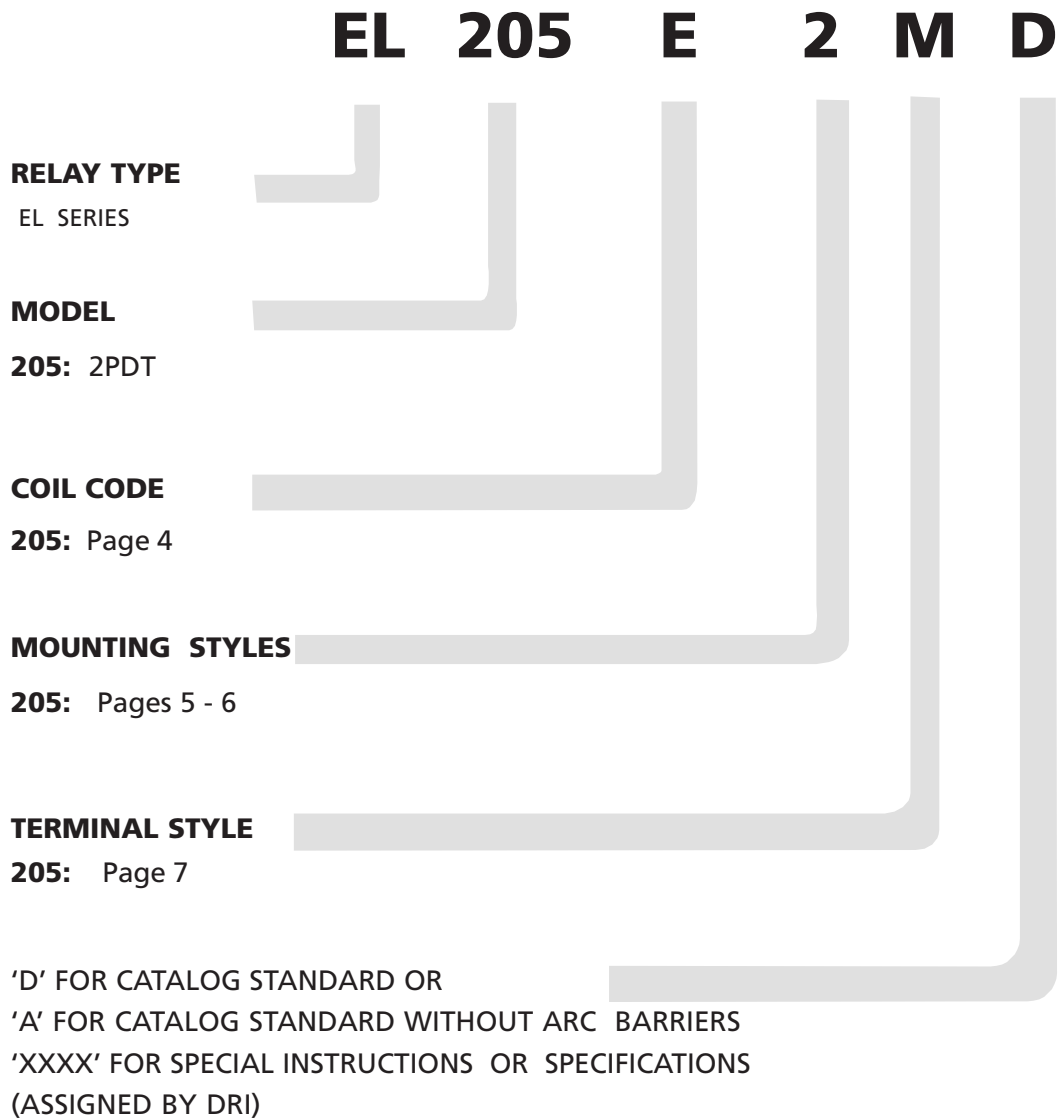 EL 205 E 2 M D
RELAY TYPE
EL SERIES
MODEL
205: 2PDT
COIL CODE
205: Page 4
MOUNTING STYLES
205: Pages 5 - 6
TERMINAL STYLE
205: Page 7
‘D’ FOR CATALOG STANDARD OR
‘A’ FOR CATALOG STANDARD WITHOUT ARC BARRIERS
‘XXXX’ FOR SPECIAL INSTRUCTIONS OR SPECIFICATIONS
(ASSIGNED BY DRI)